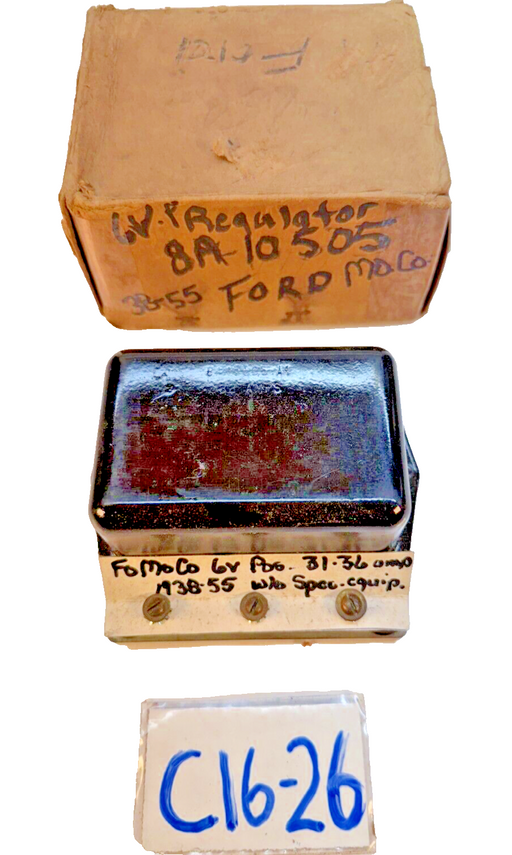 6V. Regulator
8A-10505
38-55 FORD MoCo.
FoMoCo 6V Pos. 31-36 amp
1938-55 w/o Spec. equip.
C16-26